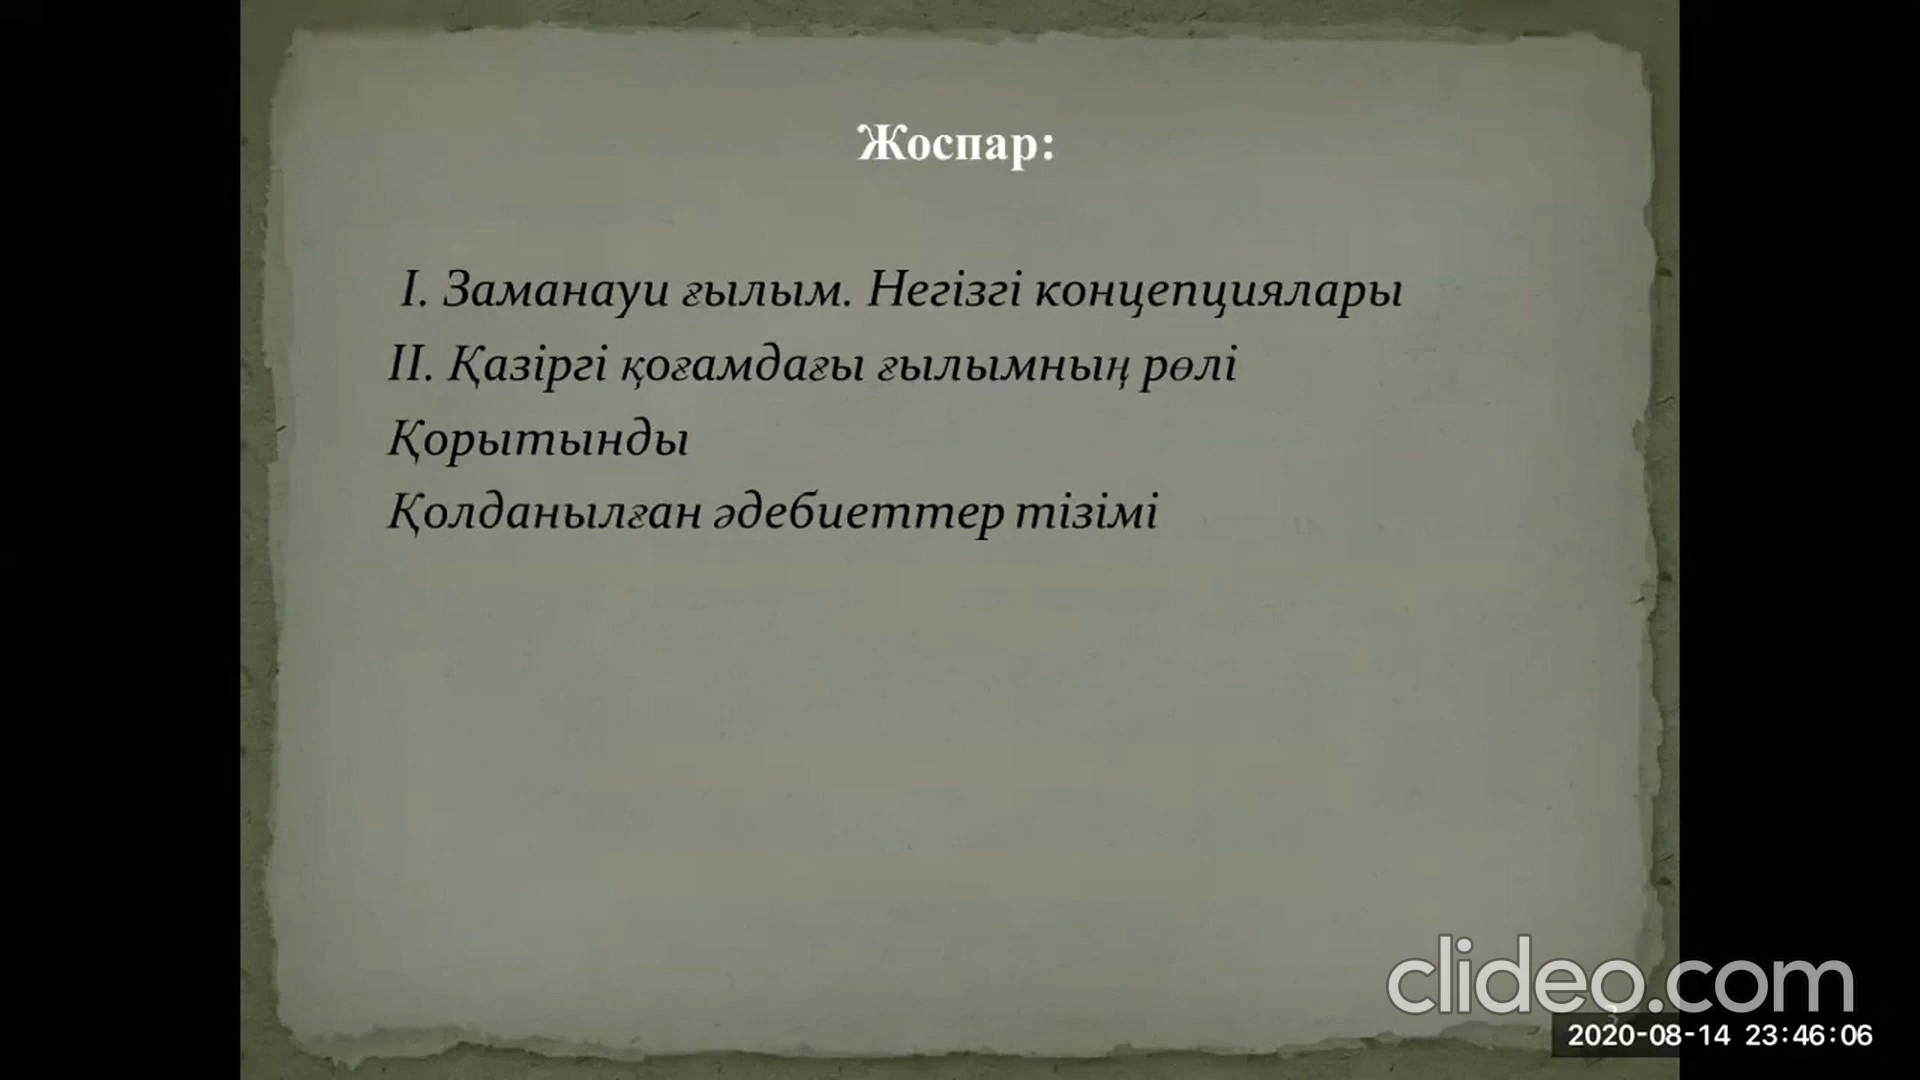 Жоспар:
I. Заманауи ғылым. Негізгі концепциялары
II. Қазіргі қоғамдағы ғылымның рөлі
Қорытынды
Қолданылған әдебиеттер тізімі
clideo.com
3
2020-08-14 23:46:06